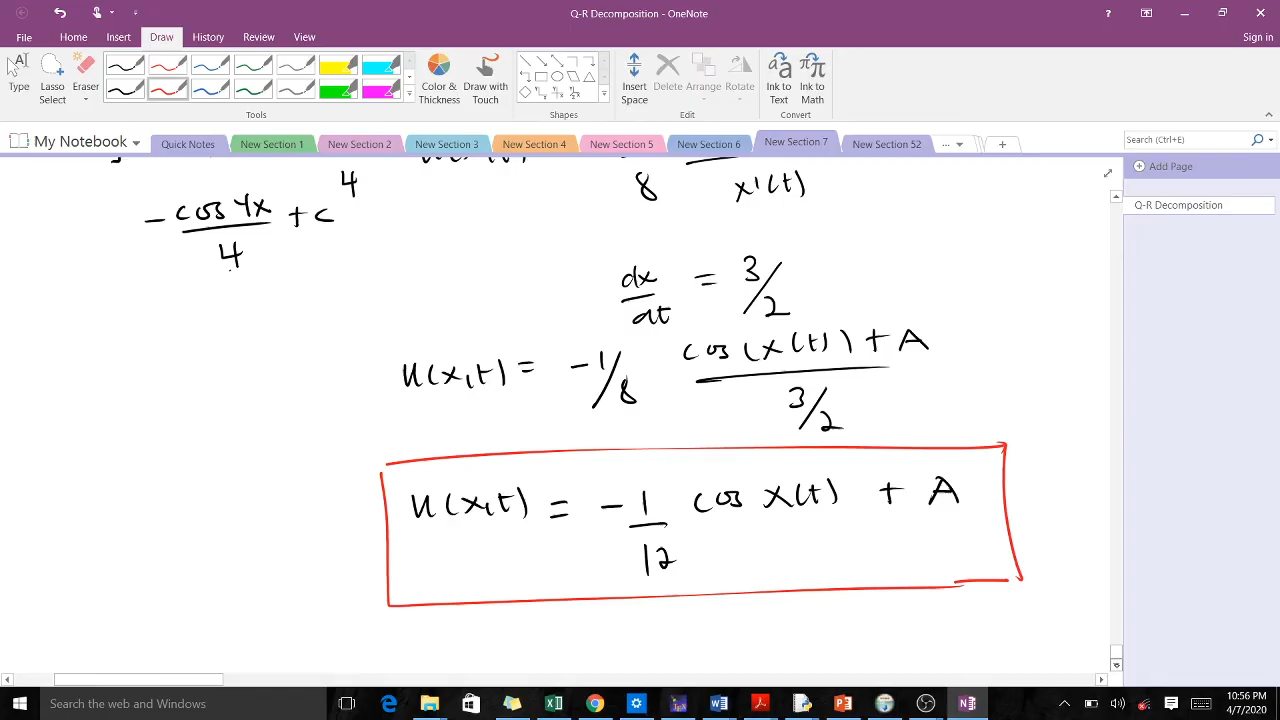 Q-R Decomposition - OneNote
File Home Insert Draw History Review View Sign in
Type Lasso Select Eraser Color & Thickness Draw with Touch Insert Space Delete Arrange Rotate Ink to Text Ink to Math
Tools Shapes Edit Convert
My Notebook Quick Notes New Section 1 New Section 2 New Section 3 New Section 4 New Section 5 New Section 6 New Section 7 New Section 52 ... + Search (Ctrl+E)
Add Page
Q-R Decomposition
4
8 x'(t)
- cos 4x / 4 + c
dx/dt = 3/2
u(x,t) = -1/8 cos(x(t)) + A / 3/2
u(x,t) = -1/12 cos x(t) + A
Search the web and Windows
10:56 PM
4/7/2020